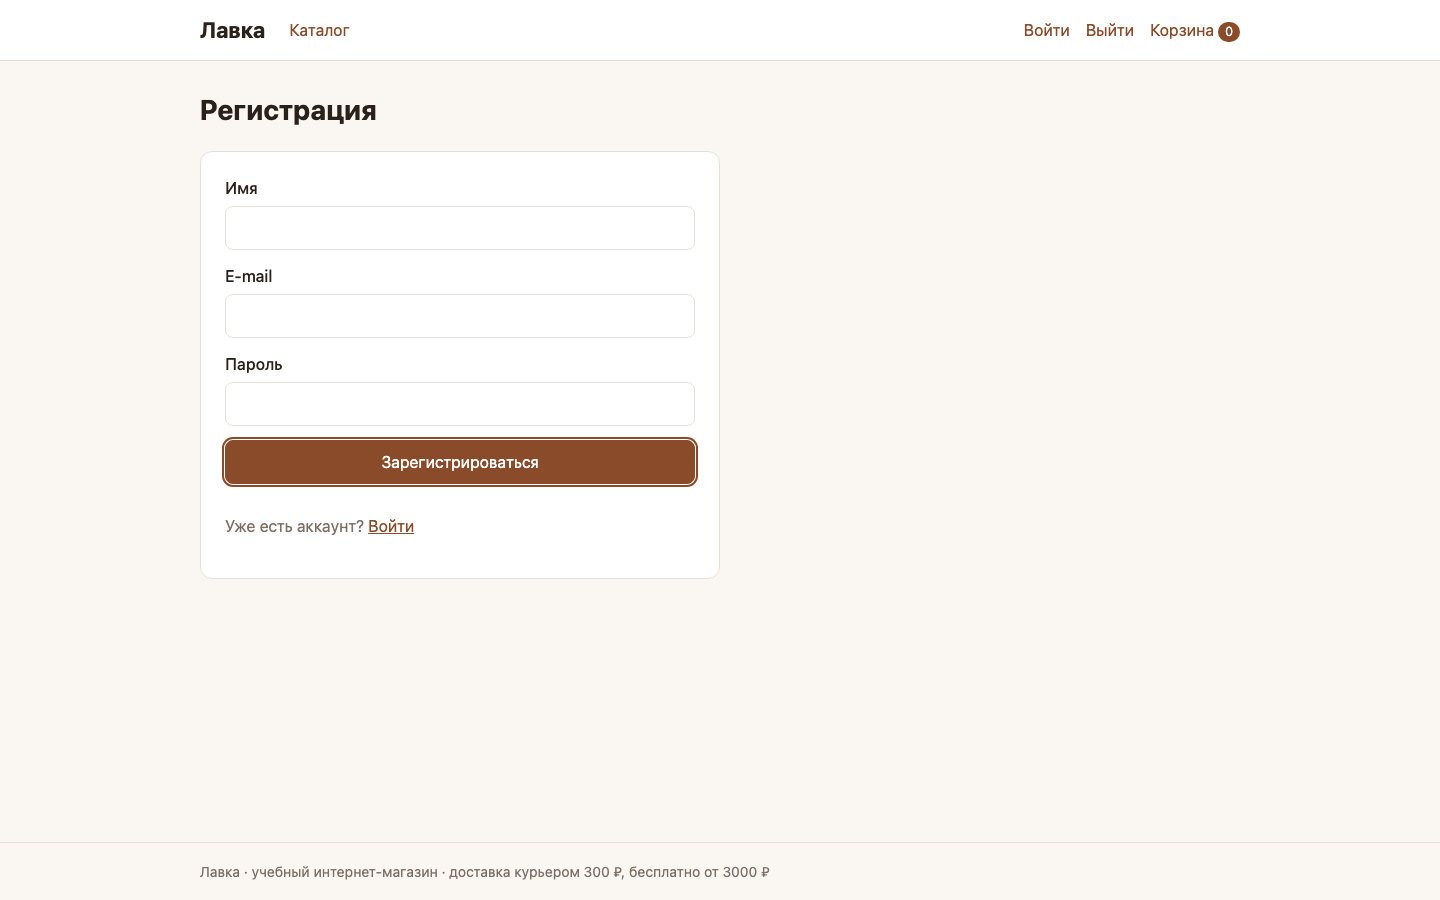 Лавка Каталог Войти Выйти Корзина 0
Регистрация
Имя
E-mail
Пароль
Зарегистрироваться
Уже есть аккаунт? Войти
Лавка · учебный интернет-магазин · доставка курьером 300 ₽, бесплатно от 3000 ₽